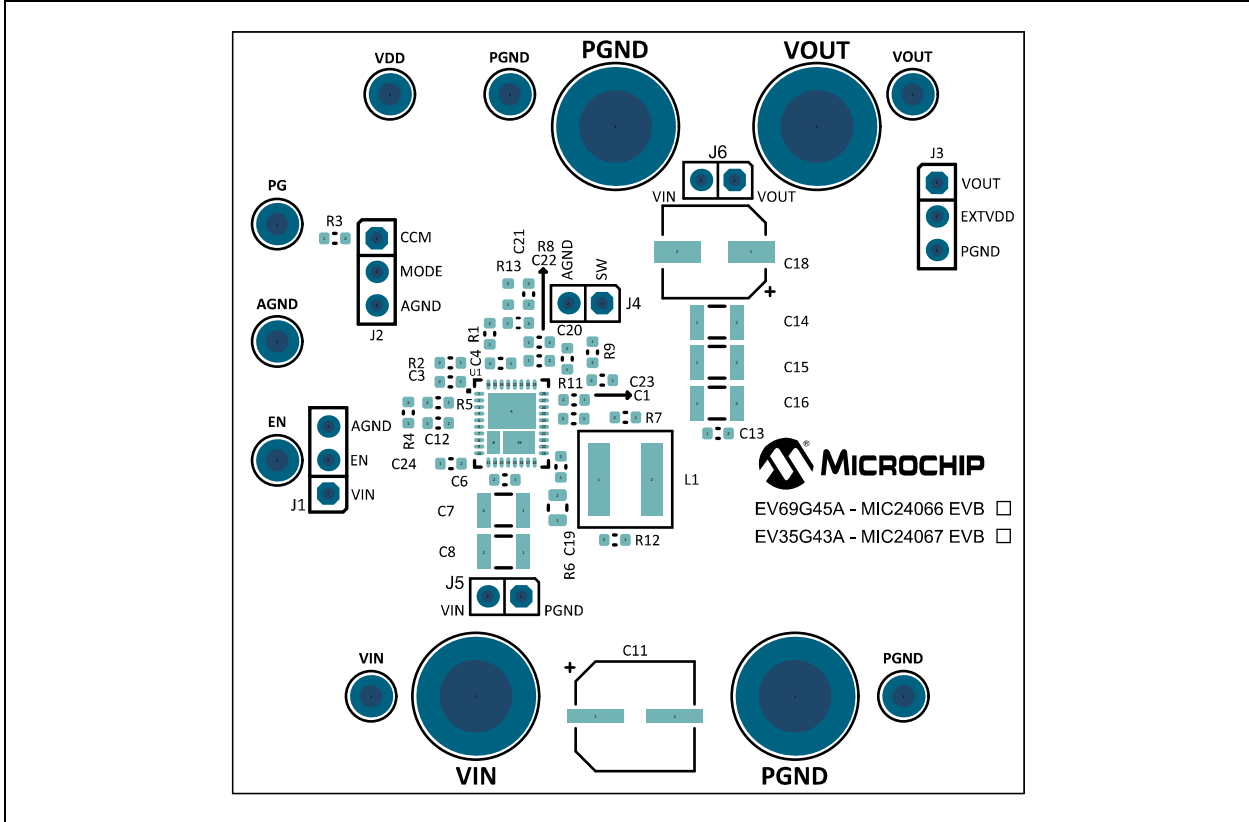 PGND VOUT
VDD PGND VOUT
J6 J3
VIN VOUT
VOUT
EXTVDD
PGND
PG
R3
CCM
MODE
AGND
J2
AGND
C21
R8
C22
R13
AGND
SW
J4
C18
+
C20
R1
C4
R9
C14
C15
C16
C13
R2
C3
U1
R5
R11
C23
C1
R7
R4
C12
C24
C6
EN
AGND
EN
VIN
J1
L1
MICROCHIP®
EV69G45A - MIC24066 EVB
EV35G43A - MIC24067 EVB
C7
C8
C19
R6
R12
J5
VIN PGND
VIN
C11
+
PGND
VIN PGND